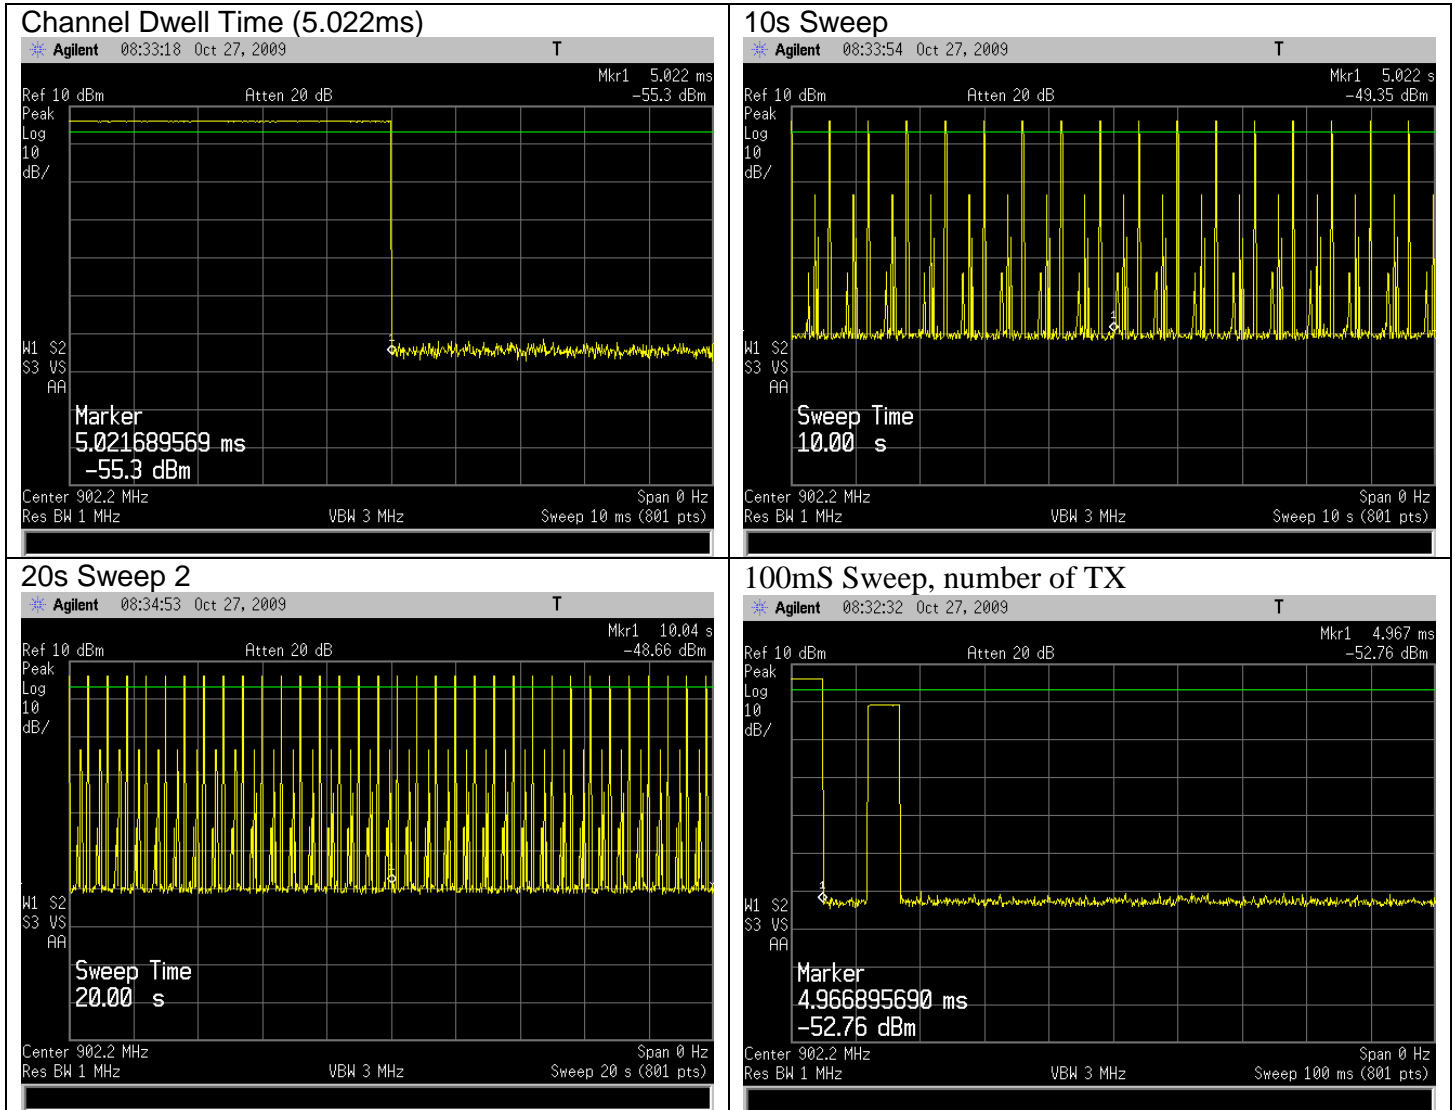 Channel Dwell Time (5.022ms)
Agilent 08:33:18 Oct 27, 2009 T
Mkr1 5.022 ms
Ref 10 dBm Atten 20 dB -55.3 dBm
Peak
Log
10
dB/
1
W1 S2
S3 VS
AA
Marker
5.021689569 ms
-55.3 dBm
Center 902.2 MHz Span 0 Hz
Res BW 1 MHz VBW 3 MHz Sweep 10 ms (801 pts)
10s Sweep
Agilent 08:33:54 Oct 27, 2009 T
Mkr1 5.022 s
Ref 10 dBm Atten 20 dB -49.35 dBm
Peak
Log
10
dB/
1
W1 S2
S3 VS
AA
Sweep Time
10.00 s
Center 902.2 MHz Span 0 Hz
Res BW 1 MHz VBW 3 MHz Sweep 10 s (801 pts)
20s Sweep 2
Agilent 08:34:53 Oct 27, 2009 T
Mkr1 10.04 s
Ref 10 dBm Atten 20 dB -48.66 dBm
Peak
Log
10
dB/
W1 S2
S3 VS
AA
Sweep Time
20.00 s
Center 902.2 MHz Span 0 Hz
Res BW 1 MHz VBW 3 MHz Sweep 20 s (801 pts)
100mS Sweep, number of TX
Agilent 08:32:32 Oct 27, 2009 T
Mkr1 4.967 ms
Ref 10 dBm Atten 20 dB -52.76 dBm
Peak
Log
10
dB/
1
W1 S2
S3 VS
AA
Marker
4.966895690 ms
-52.76 dBm
Center 902.2 MHz Span 0 Hz
Res BW 1 MHz VBW 3 MHz Sweep 100 ms (801 pts)